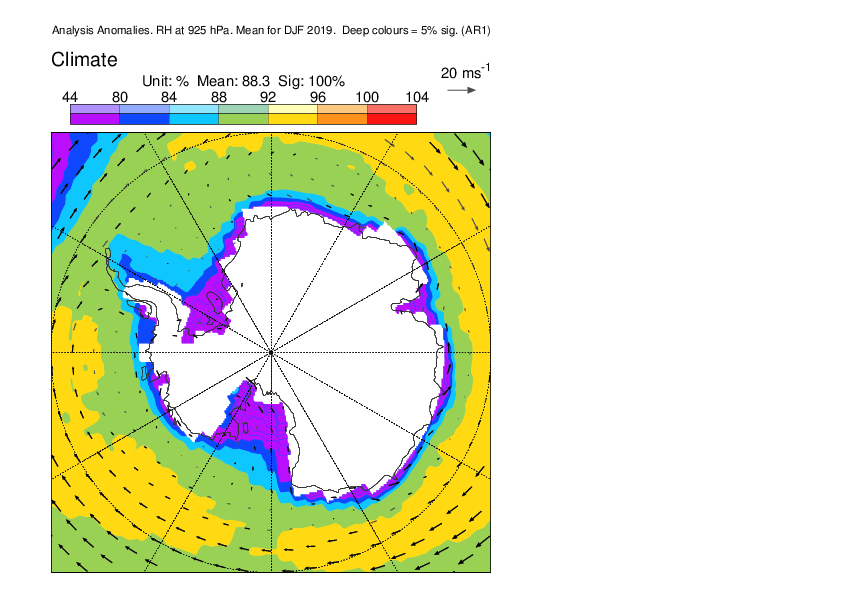 Analysis Anomalies. RH at 925 hPa. Mean for DJF 2019.  Deep colours = 5% sig. (AR1)
Climate
20 ms-1
Unit: %  Mean: 88.3  Sig: 100%
44 80 84 88 92 96 100 104